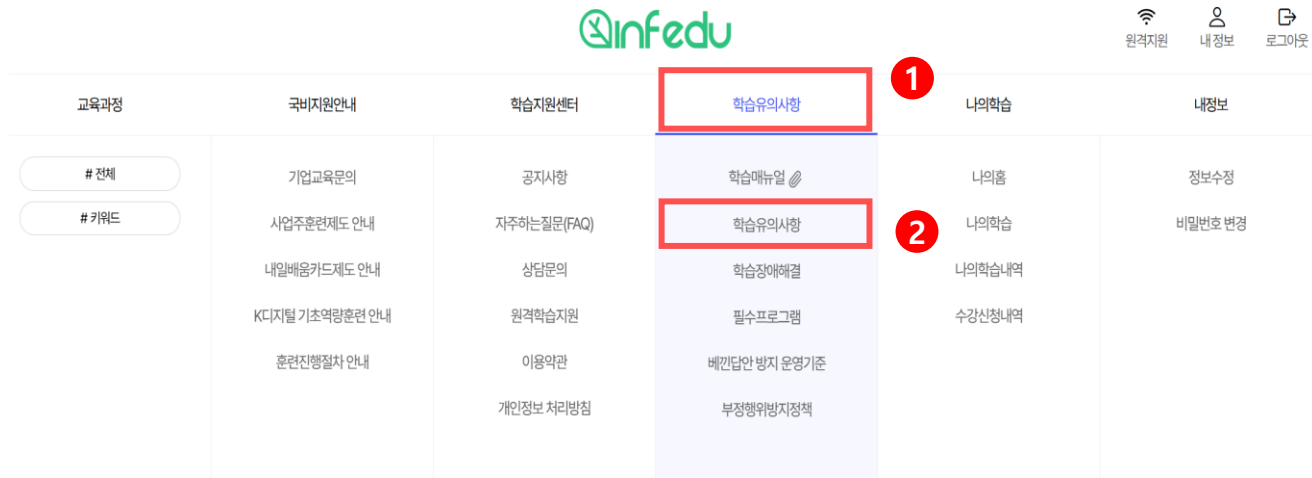 infedu
원격지원 내 정보 로그아웃
1
교육과정 국비지원안내 학습지원센터 학습유의사항 나의학습 내정보
# 전체
# 키워드
기업교육문의
사업주훈련제도 안내
내일배움카드제도 안내
K디지털 기초역량훈련 안내
훈련진행절차 안내
공지사항
자주하는질문(FAQ)
상담문의
원격학습지원
이용약관
개인정보 처리방침
학습매뉴얼
학습유의사항
2
학습장애해결
필수프로그램
베낀답안 방지 운영기준
부정행위방지정책
나의홈
나의학습
나의학습내역
수강신청내역
정보수정
비밀번호 변경